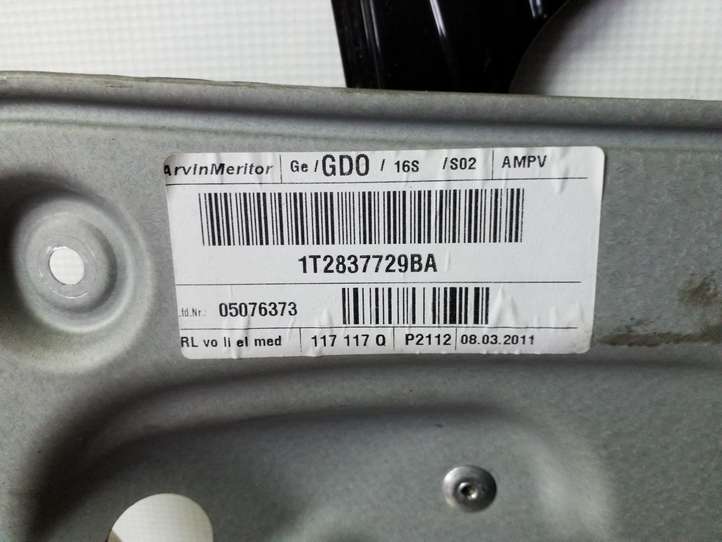 ArvinMeritor Ge/GDO/ 16S /S02 AMPV
1T2837729BA
Lfd.Nr.: 05076373
RL vo li el med 117 117 Q P2112 08.03.2011